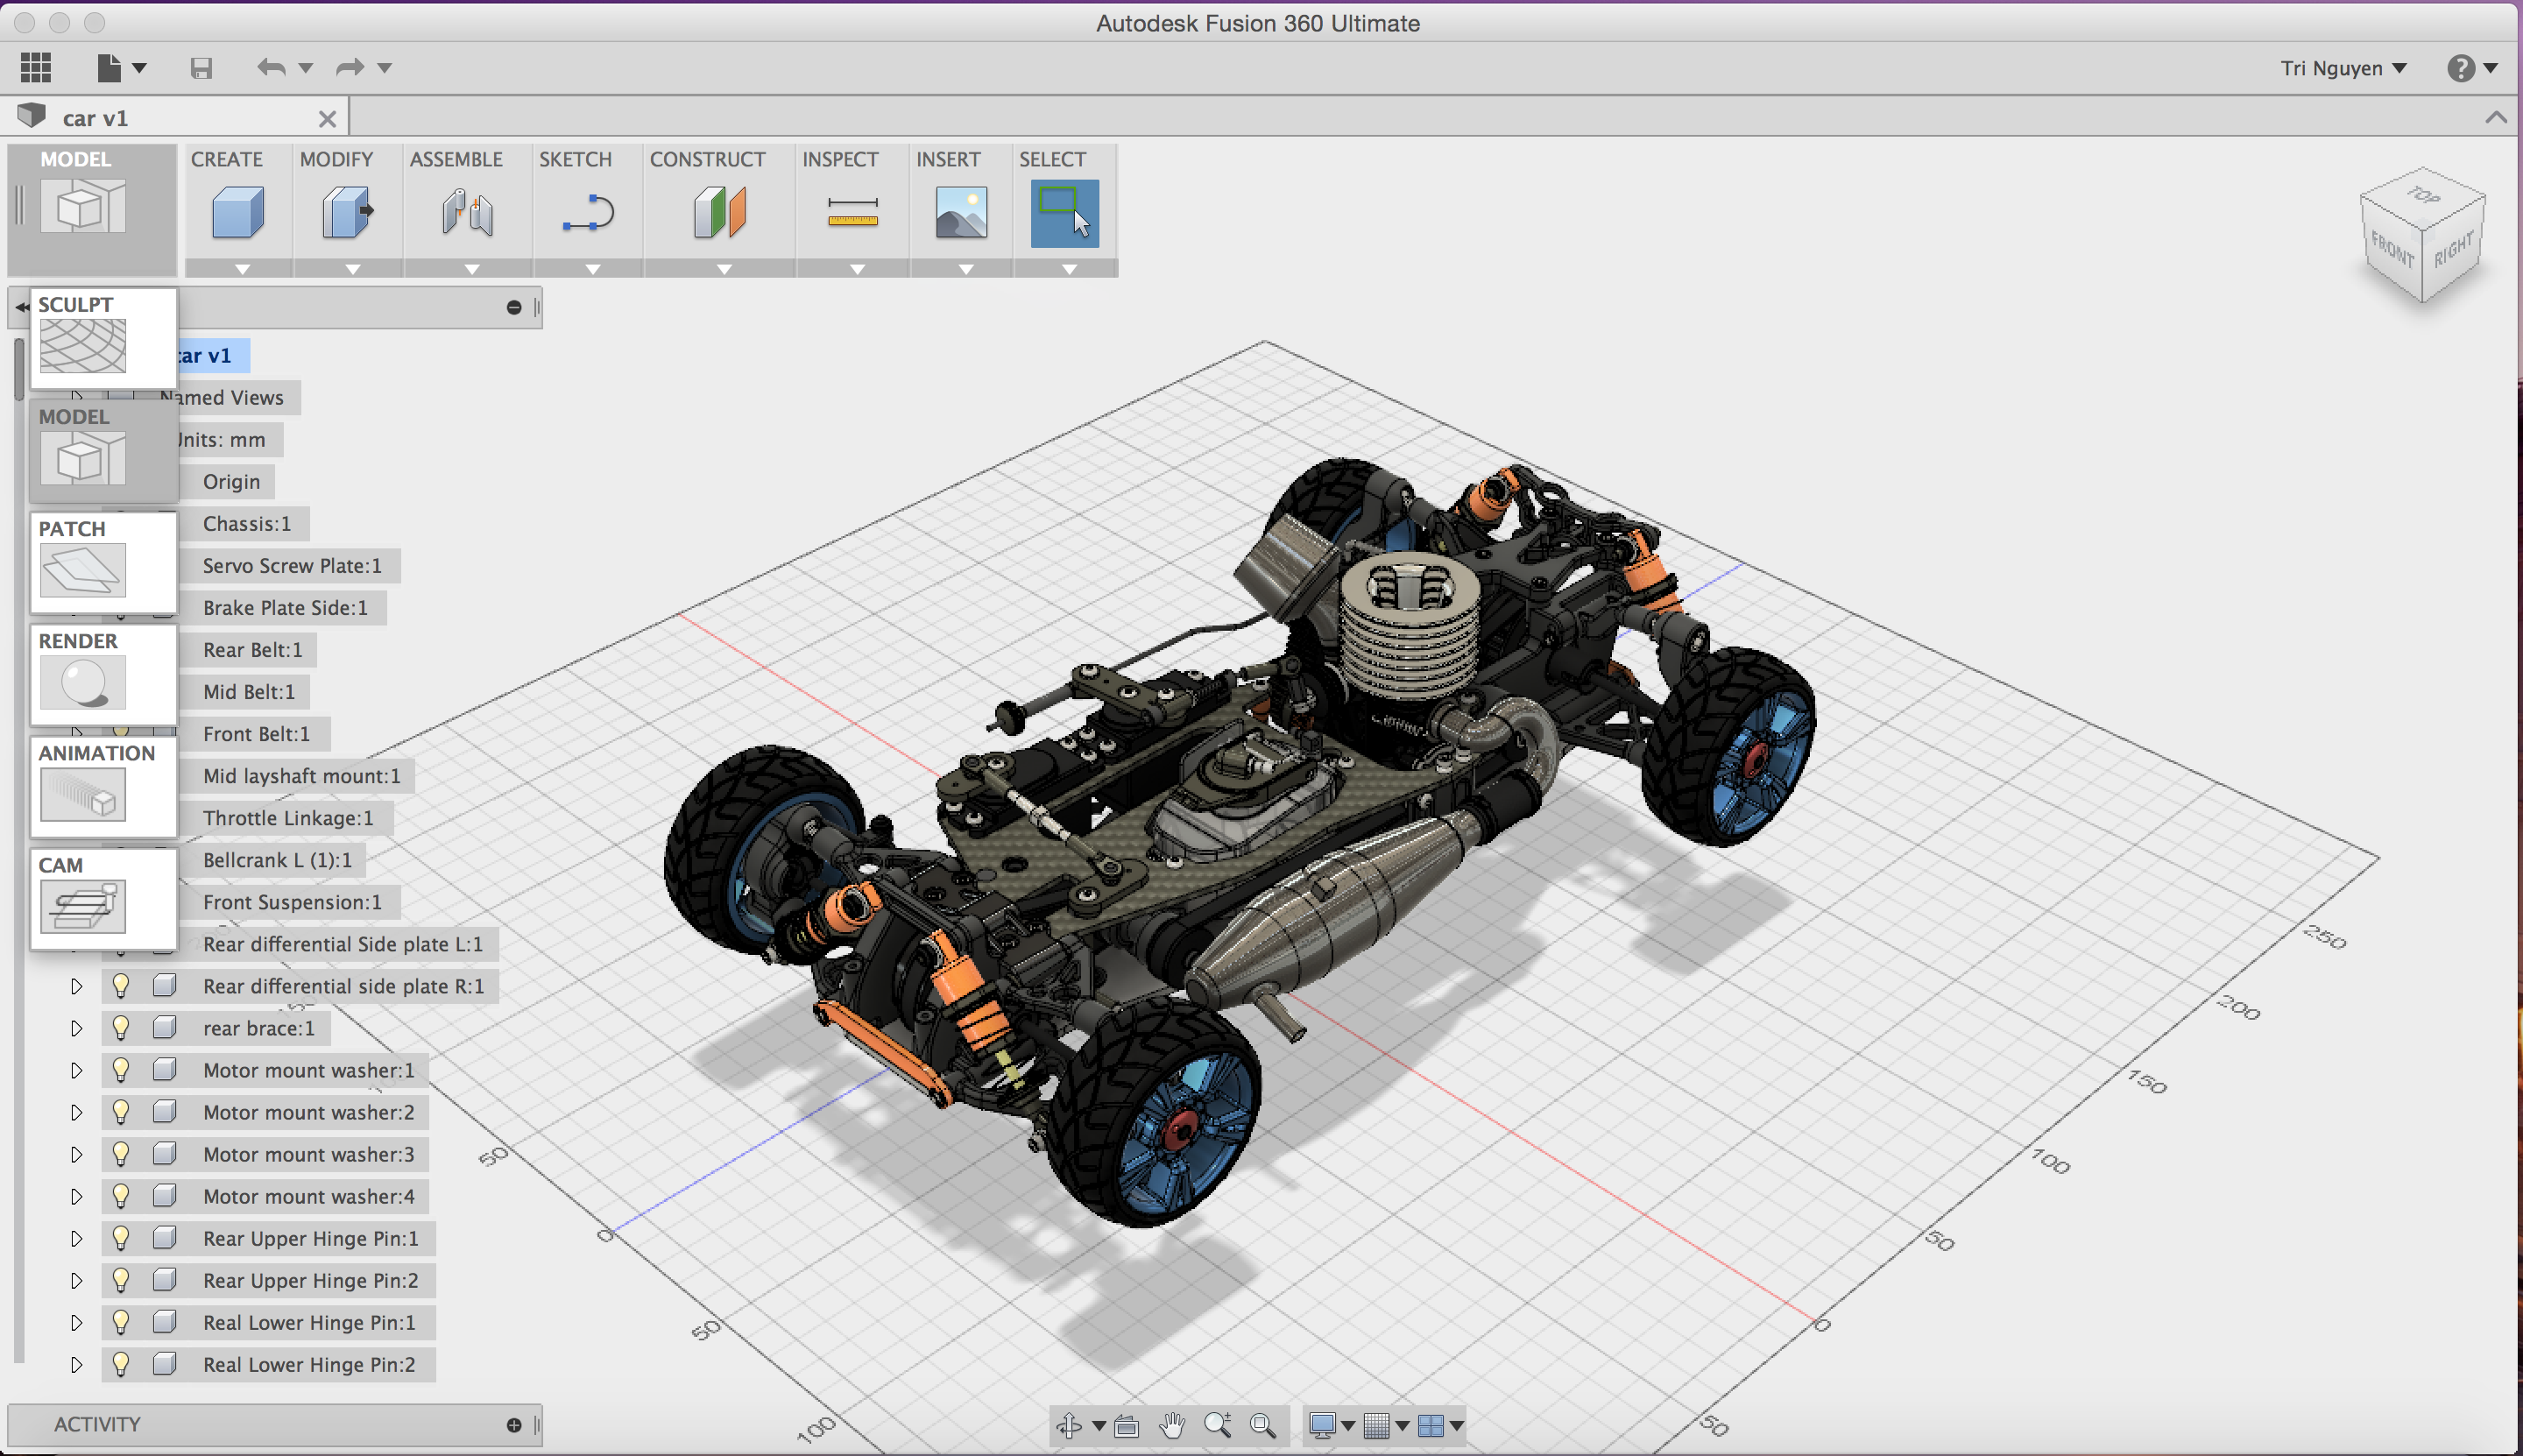 Autodesk Fusion 360 Ultimate
Tri Nguyen
car v1
MODEL
CREATE
MODIFY
ASSEMBLE
SKETCH
CONSTRUCT
INSPECT
INSERT
SELECT
TOP
FRONT
RIGHT
SCULPT
MODEL
PATCH
RENDER
ANIMATION
CAM
car v1
Named Views
Units: mm
Origin
Chassis:1
Servo Screw Plate:1
Brake Plate Side:1
Rear Belt:1
Mid Belt:1
Front Belt:1
Mid layshaft mount:1
Throttle Linkage:1
Bellcrank L (1):1
Front Suspension:1
Rear differential Side plate L:1
Rear differential side plate R:1
rear brace:1
Motor mount washer:1
Motor mount washer:2
Motor mount washer:3
Motor mount washer:4
Rear Upper Hinge Pin:1
Rear Upper Hinge Pin:2
Real Lower Hinge Pin:1
Real Lower Hinge Pin:2
250
200
150
100
50
0
50
50
0
50
100
ACTIVITY